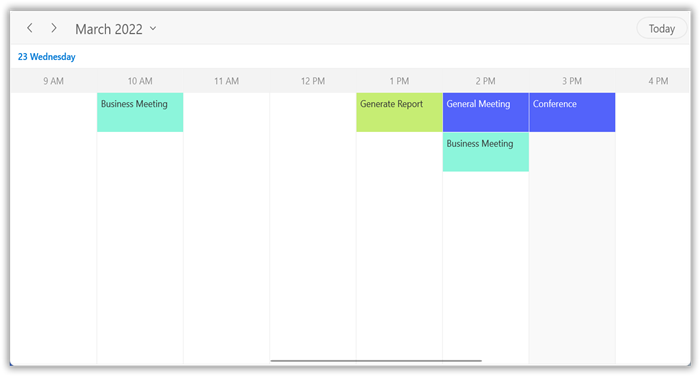 March 2022
Today
23 Wednesday
9 AM 10 AM 11 AM 12 PM 1 PM 2 PM 3 PM 4 PM
Business Meeting Generate Report General Meeting Conference
Business Meeting